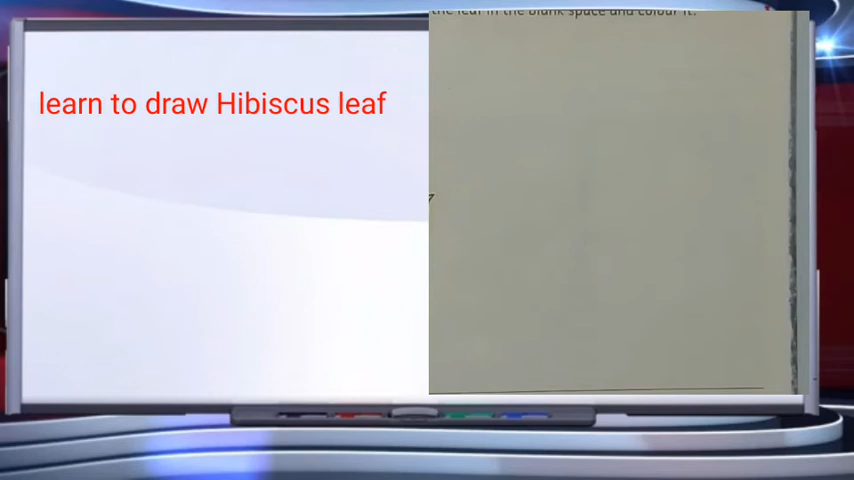 learn to draw Hibiscus leaf
the leaf in the blank space and colour it.